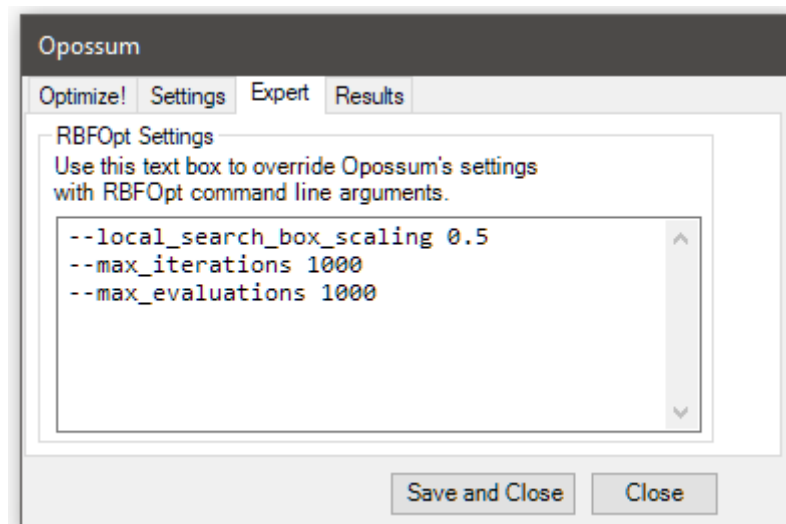 Opossum
Optimize! Settings Expert Results
RBFOpt Settings
Use this text box to override Opossum's settings
with RBFOpt command line arguments.
--local_search_box_scaling 0.5
--max_iterations 1000
--max_evaluations 1000
Save and Close Close